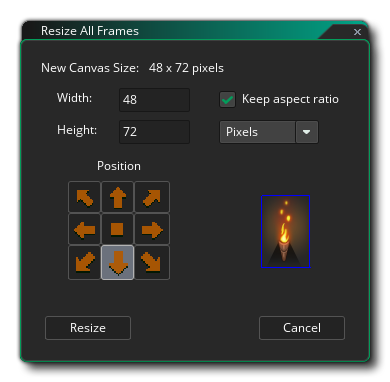 Resize All Frames
New Canvas Size: 48 x 72 pixels
Width: 48 Keep aspect ratio
Height: 72 Pixels
Position
Resize Cancel